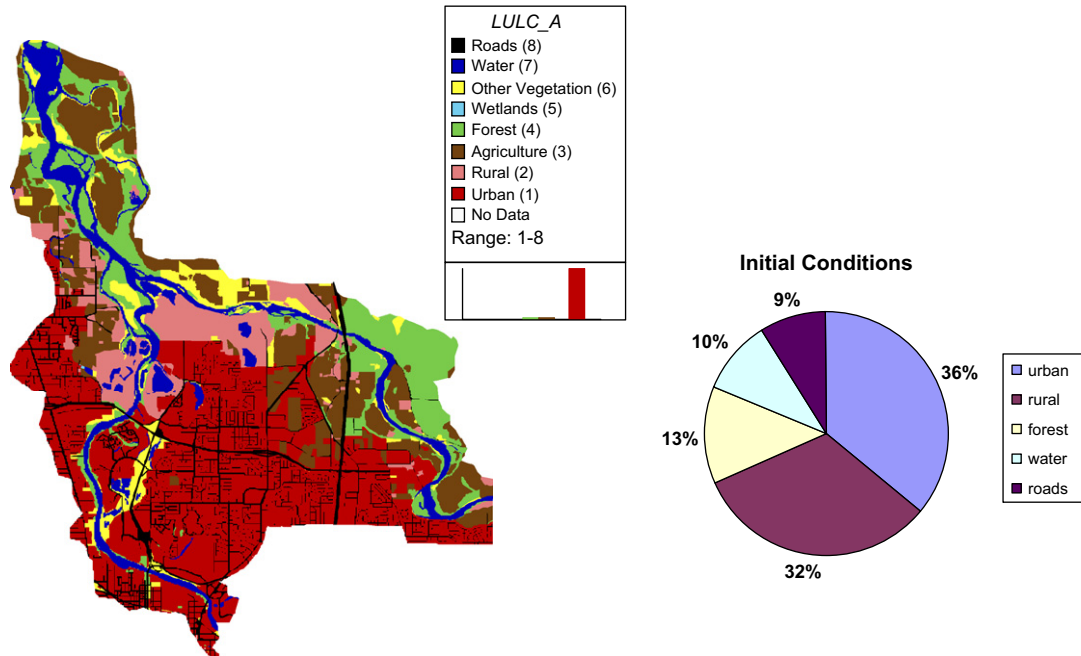 LULC_A
Roads (8)
Water (7)
Other Vegetation (6)
Wetlands (5)
Forest (4)
Agriculture (3)
Rural (2)
Urban (1)
No Data
Range: 1-8
Initial Conditions
9%
10%
36%
13%
32%
urban
rural
forest
water
roads